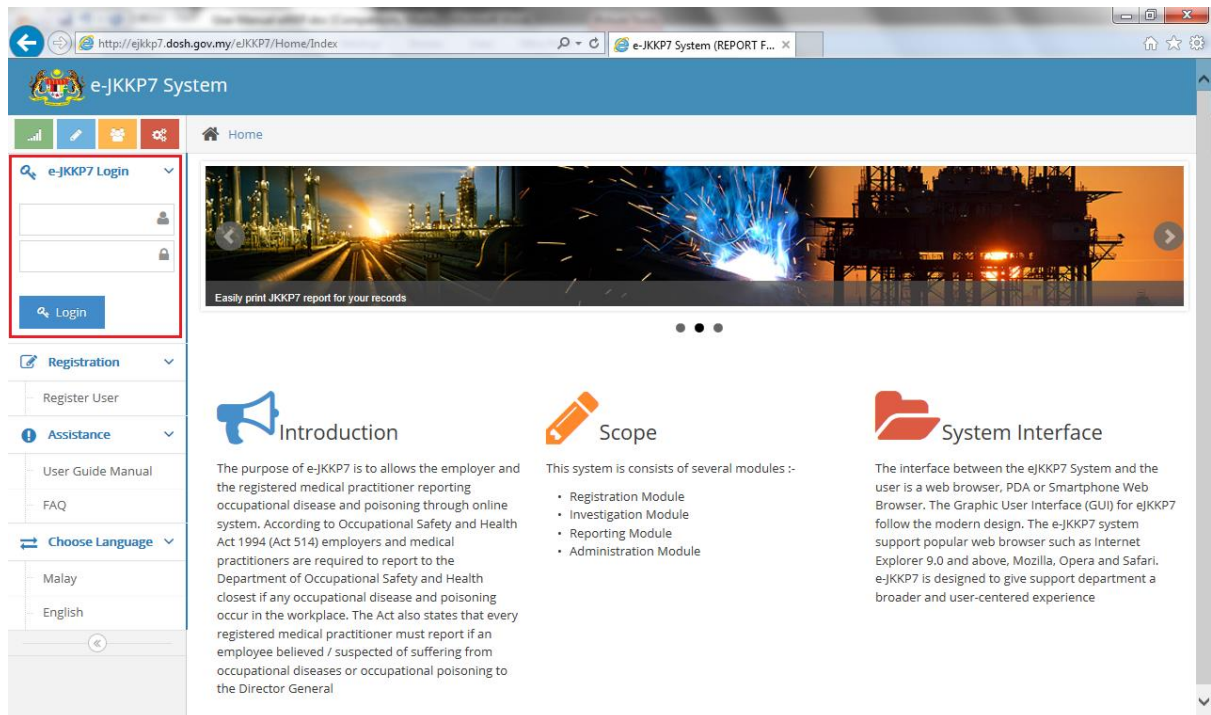 http://ejkkp7.dosh.gov.my/eJKKP7/Home/Index
e-JKKP7 System (REPORT F...
e-JKKP7 System
Home
e-JKKP7 Login
Login
Registration
Register User
Assistance
User Guide Manual
FAQ
Choose Language
Malay
English
Easily print JKKP7 report for your records
Introduction
The purpose of e-JKKP7 is to allows the employer and
the registered medical practitioner reporting
occupational disease and poisoning through online
system. According to Occupational Safety and Health
Act 1994 (Act 514) employers and medical
practitioners are required to report to the
Department of Occupational Safety and Health
closest if any occupational disease and poisoning
occur in the workplace. The Act also states that every
registered medical practitioner must report if an
employee believed / suspected of suffering from
occupational diseases or occupational poisoning to
the Director General
Scope
This system is consists of several modules :-
• Registration Module
• Investigation Module
• Reporting Module
• Administration Module
System Interface
The interface between the eJKKP7 System and the
user is a web browser, PDA or Smartphone Web
Browser. The Graphic User Interface (GUI) for eJKKP7
follow the modern design. The e-JKKP7 system
support popular web browser such as Internet
Explorer 9.0 and above, Mozilla, Opera and Safari.
e-JKKP7 is designed to give support department a
broader and user-centered experience